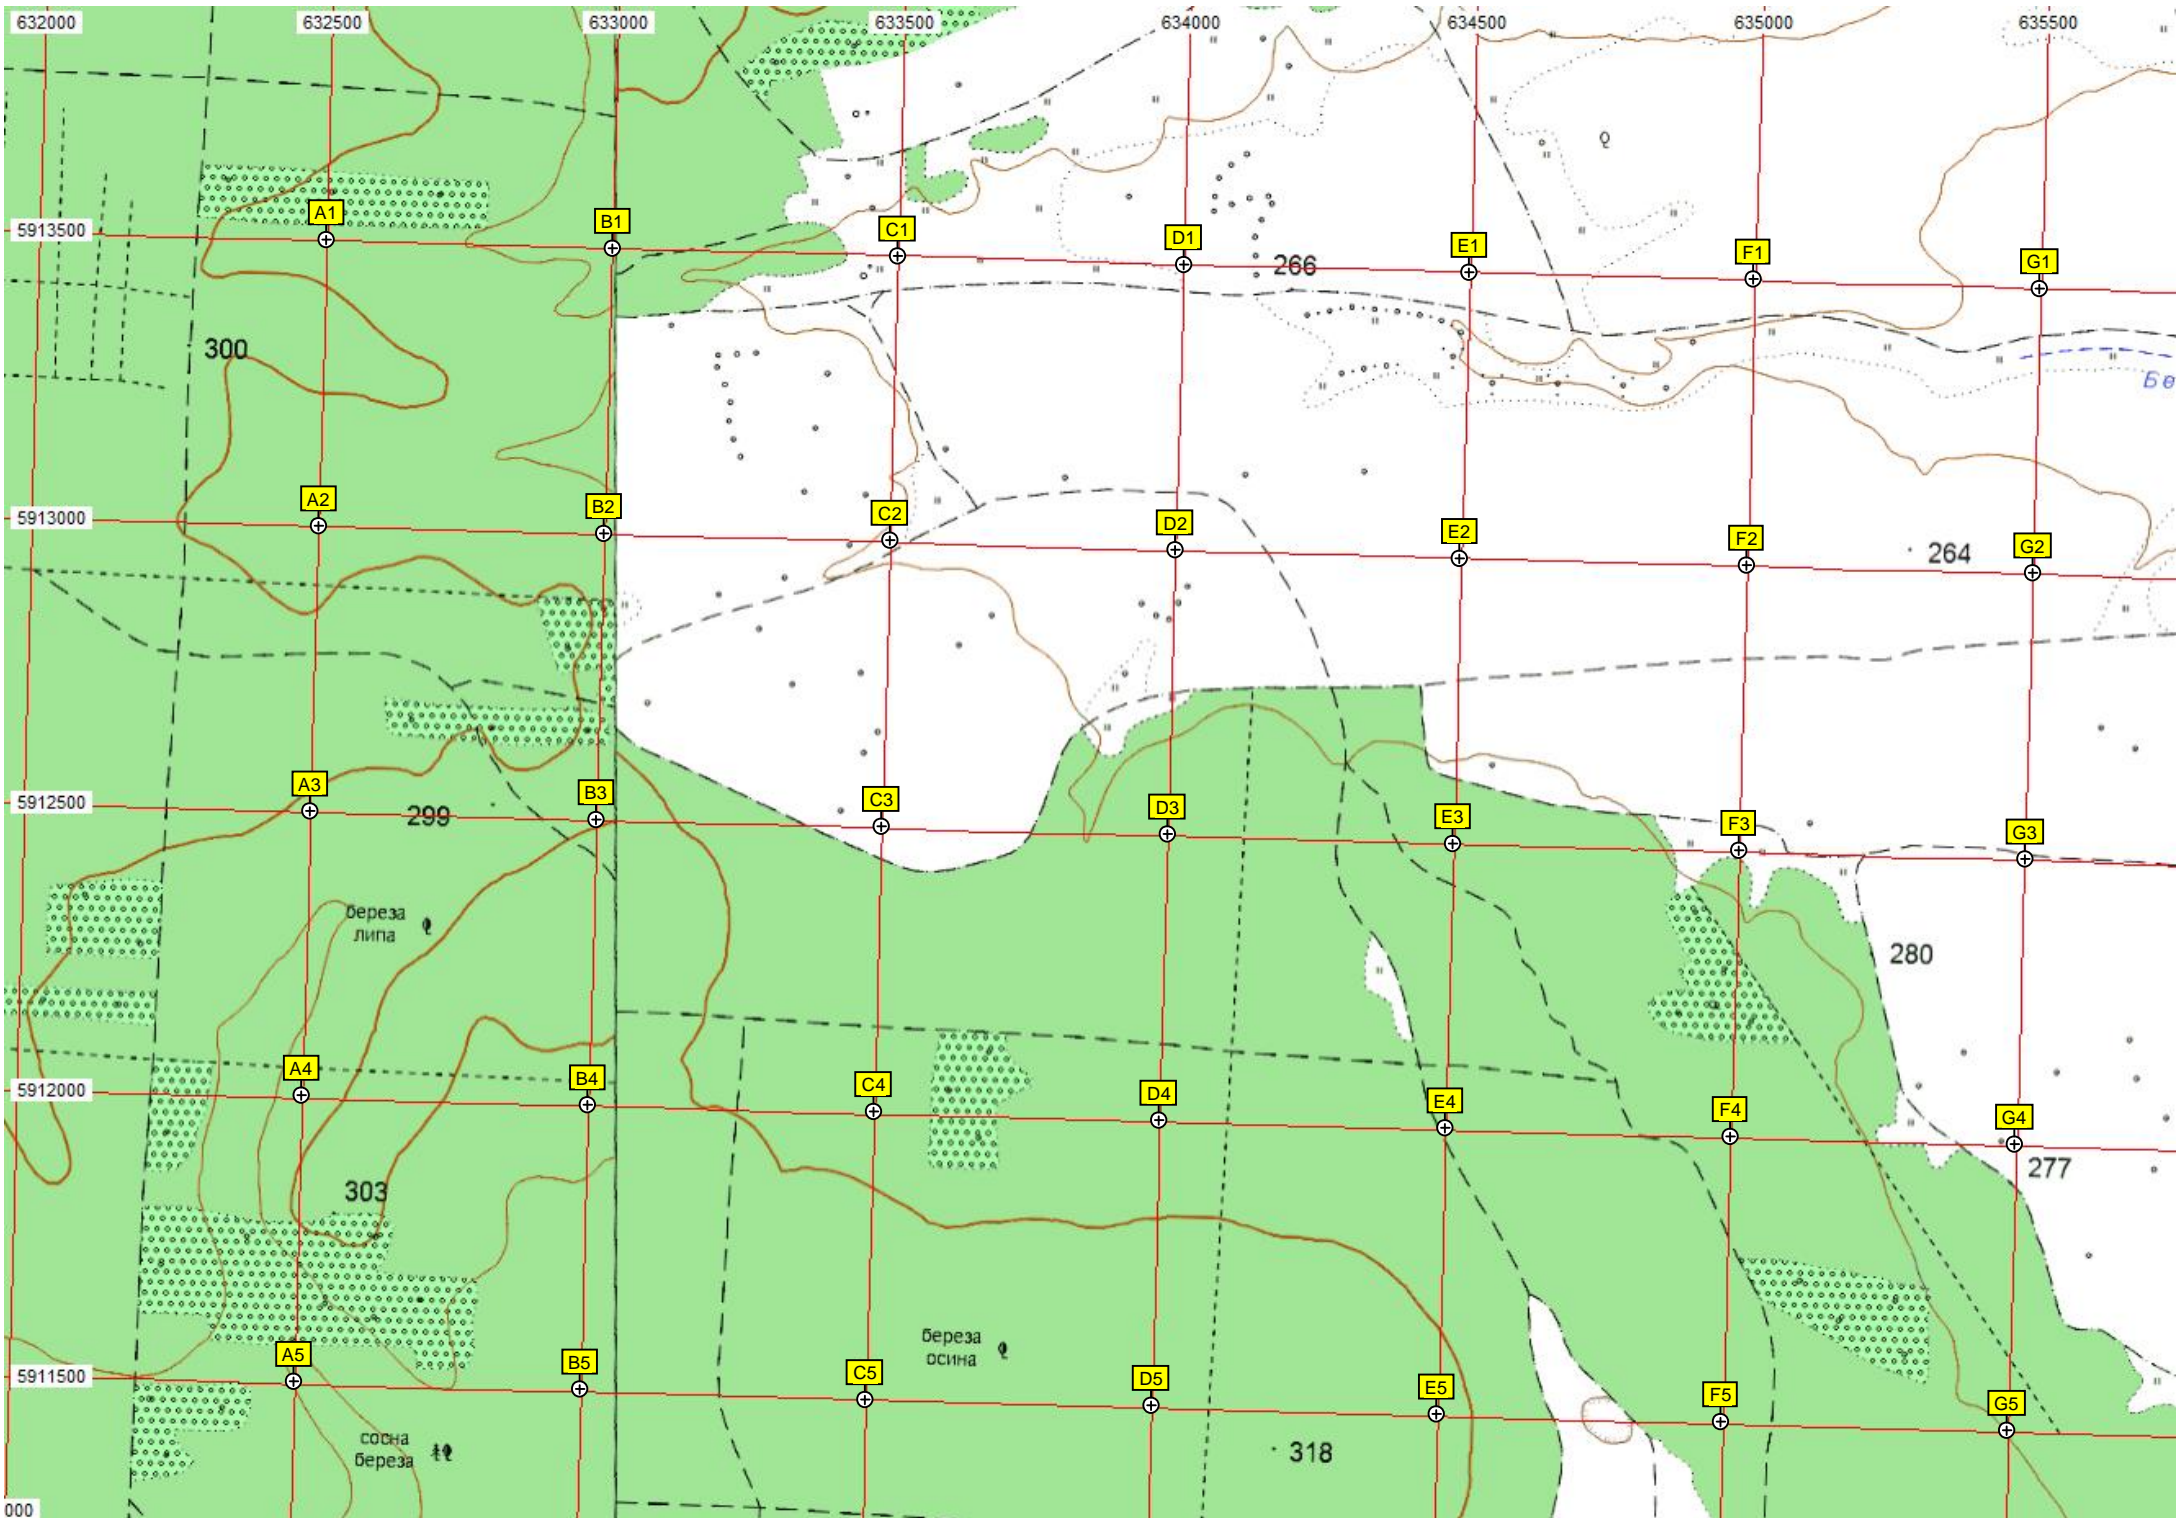 632000 632500 633000 633500 634000 634500 635000 635500
A1 B1 C1 D1 E1 F1 G1
5913500
266
300
Бе
A2 B2 C2 D2 E2 F2 G2
5913000
264
A3 B3 C3 D3 E3 F3 G3
5912500
299
береза
липа
280
A4 B4 C4 D4 E4 F4 G4
5912000
277
303
береза
осина
A5 B5 C5 D5 E5 F5 G5
5911500
сосна
береза
318
000